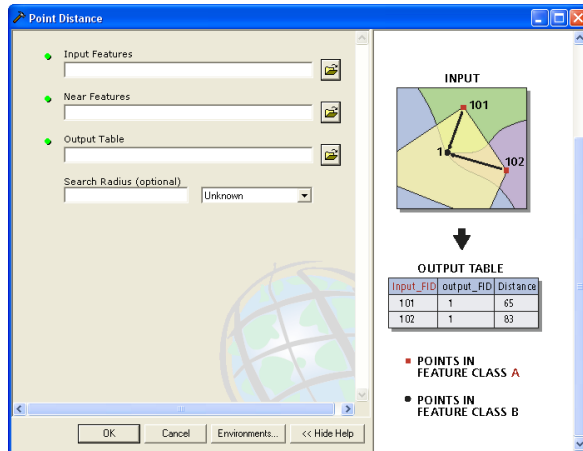 Point Distance
Input Features
Near Features
Output Table
Search Radius (optional)
Unknown
OK
Cancel
Environments...
<< Hide Help
INPUT
101
1
102
OUTPUT TABLE
Input_FID output_FID Distance
101 1 65
102 1 83
POINTS IN
FEATURE CLASS A
POINTS IN
FEATURE CLASS B